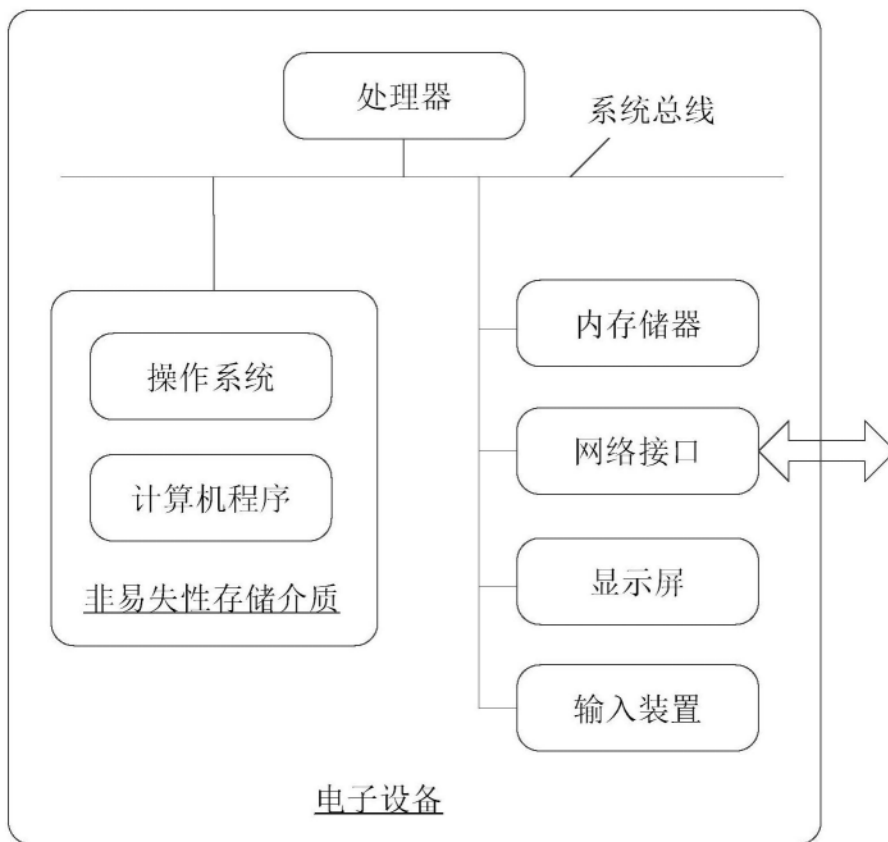 处理器
系统总线
内存储器
操作系统
网络接口
计算机程序
显示屏
非易失性存储介质
输入装置
电子设备